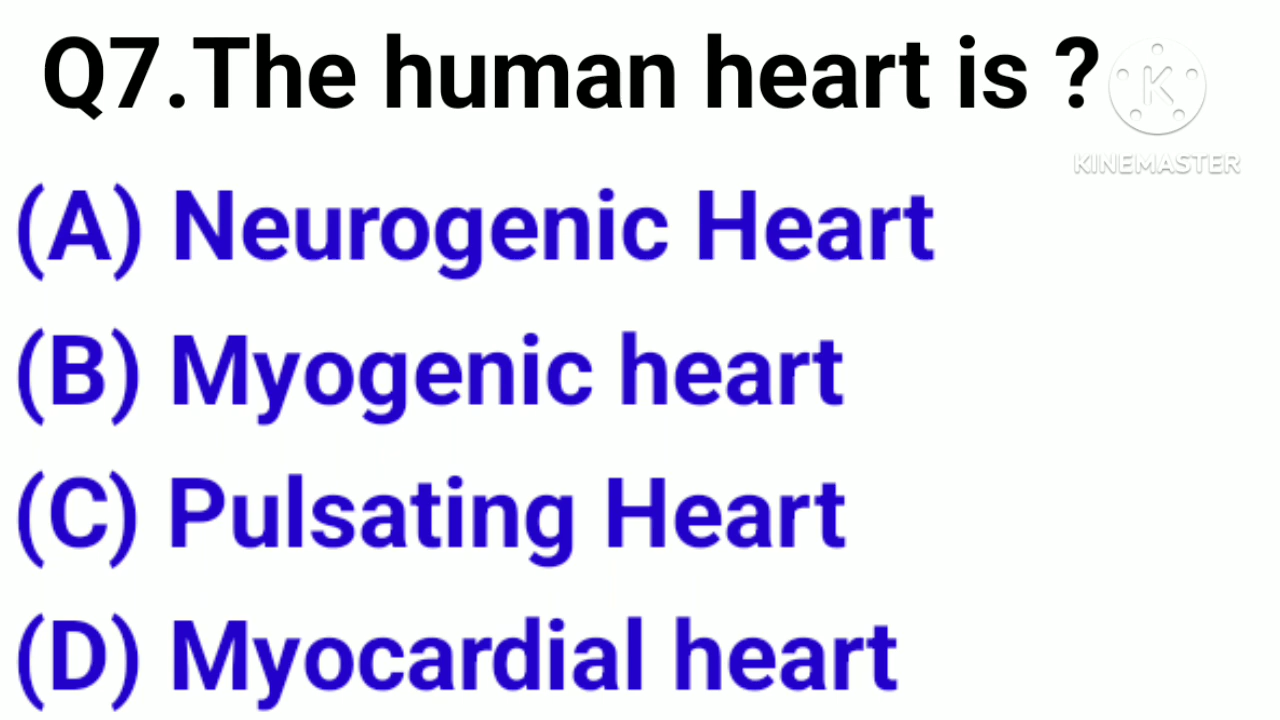 Q7.The human heart is ?
K
KINEMASTER
(A) Neurogenic Heart
(B) Myogenic heart
(C) Pulsating Heart
(D) Myocardial heart